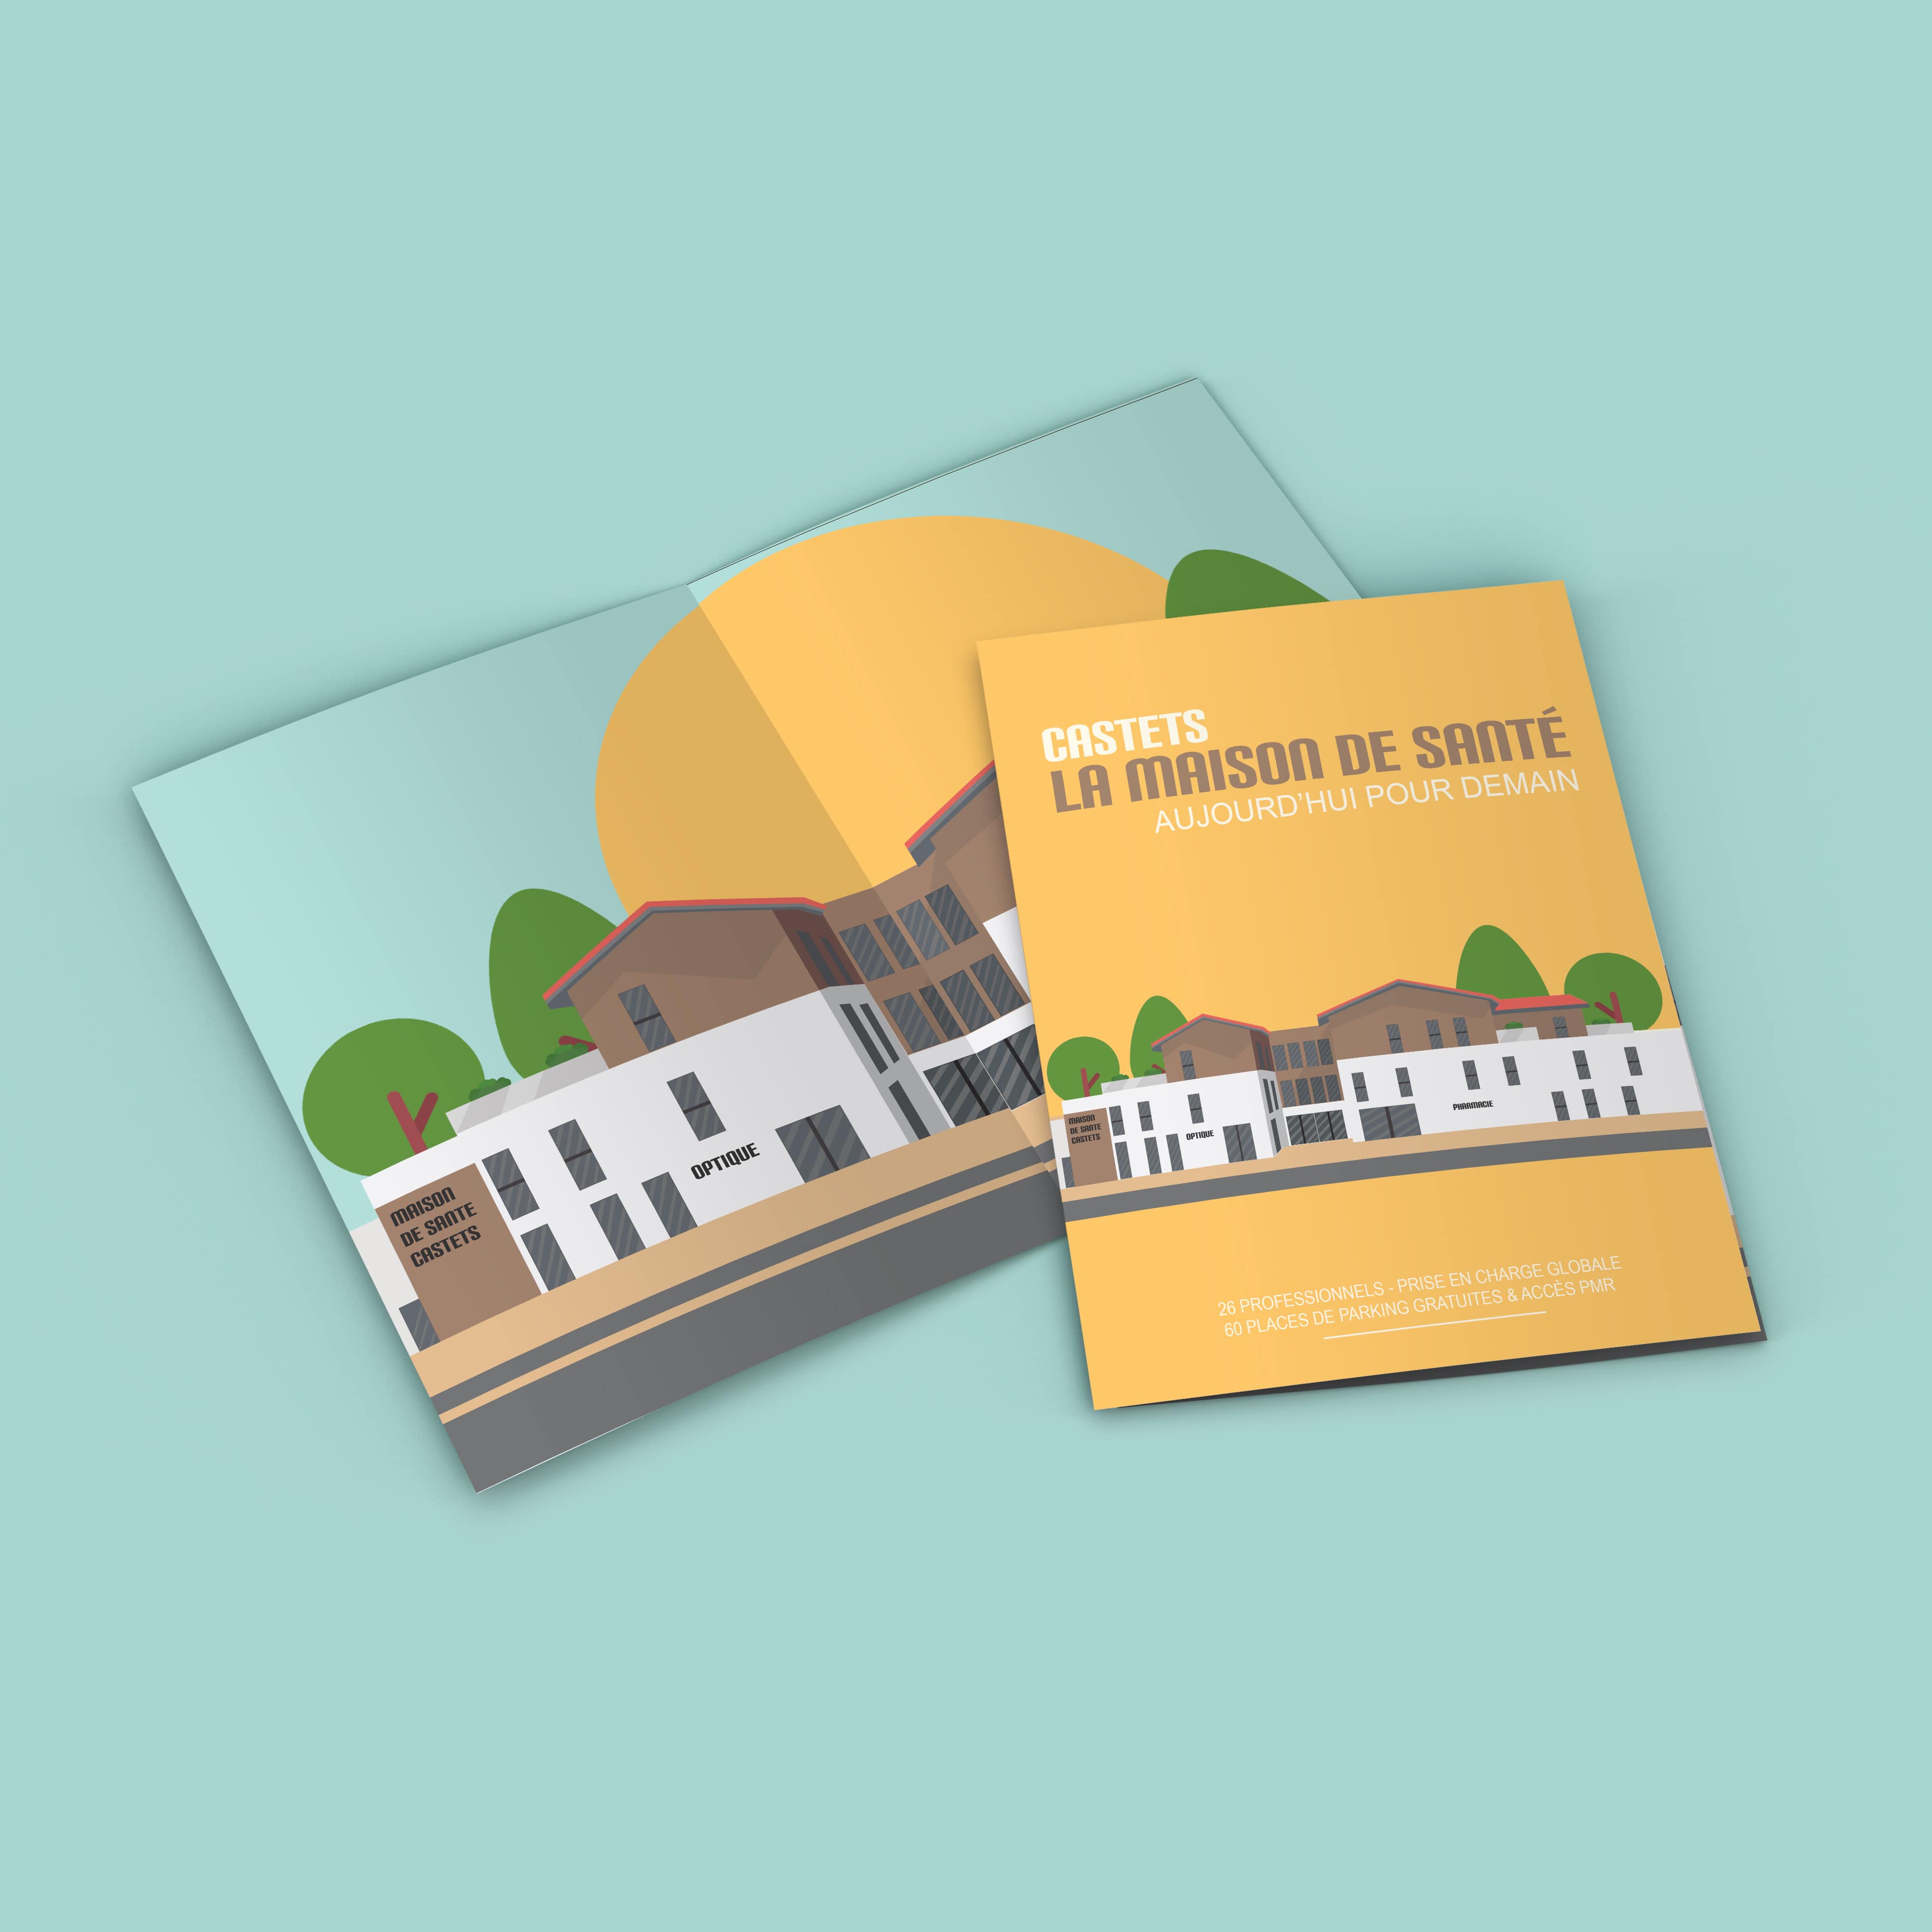 MAISON
DE SANTE
CASTETS
OPTIQUE
CASTETS
LA MAISON DE SANTÉ
AUJOURD'HUI POUR DEMAIN
MAISON
DE SANTE
CASTETS
OPTIQUE
PHARMACIE
26 PROFESSIONNELS - PRISE EN CHARGE GLOBALE
60 PLACES DE PARKING GRATUITES & ACCÈS PMR